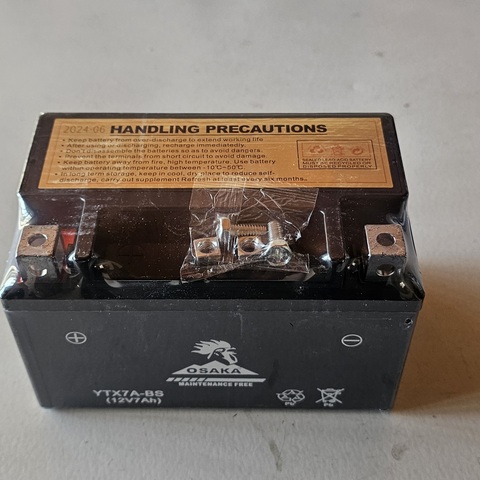 2024-06 HANDLING PRECAUTIONS
• Keep battery from over discharge to extend working life.
• After using or discharging, recharge immediately.
• Don't disassemble the batteries so as to avoid dangers.
• Prevent the terminals from short circuit to avoid damage.
• Keep battery away from fire, high temperature. Use battery
within operating temperature between -10°C~50°C.
• In long term storage, keep in cool, dry place to reduce self-
discharge, carry out supplement Refresh at least every six months.
SEALED LEAD ACID BATTERY
MUST BE RECYCLED OR
DISPOSED PROPERLY
OSAKA
MAINTENANCE FREE
YTX7A-BS
(12V7Ah)
Pb
Pb